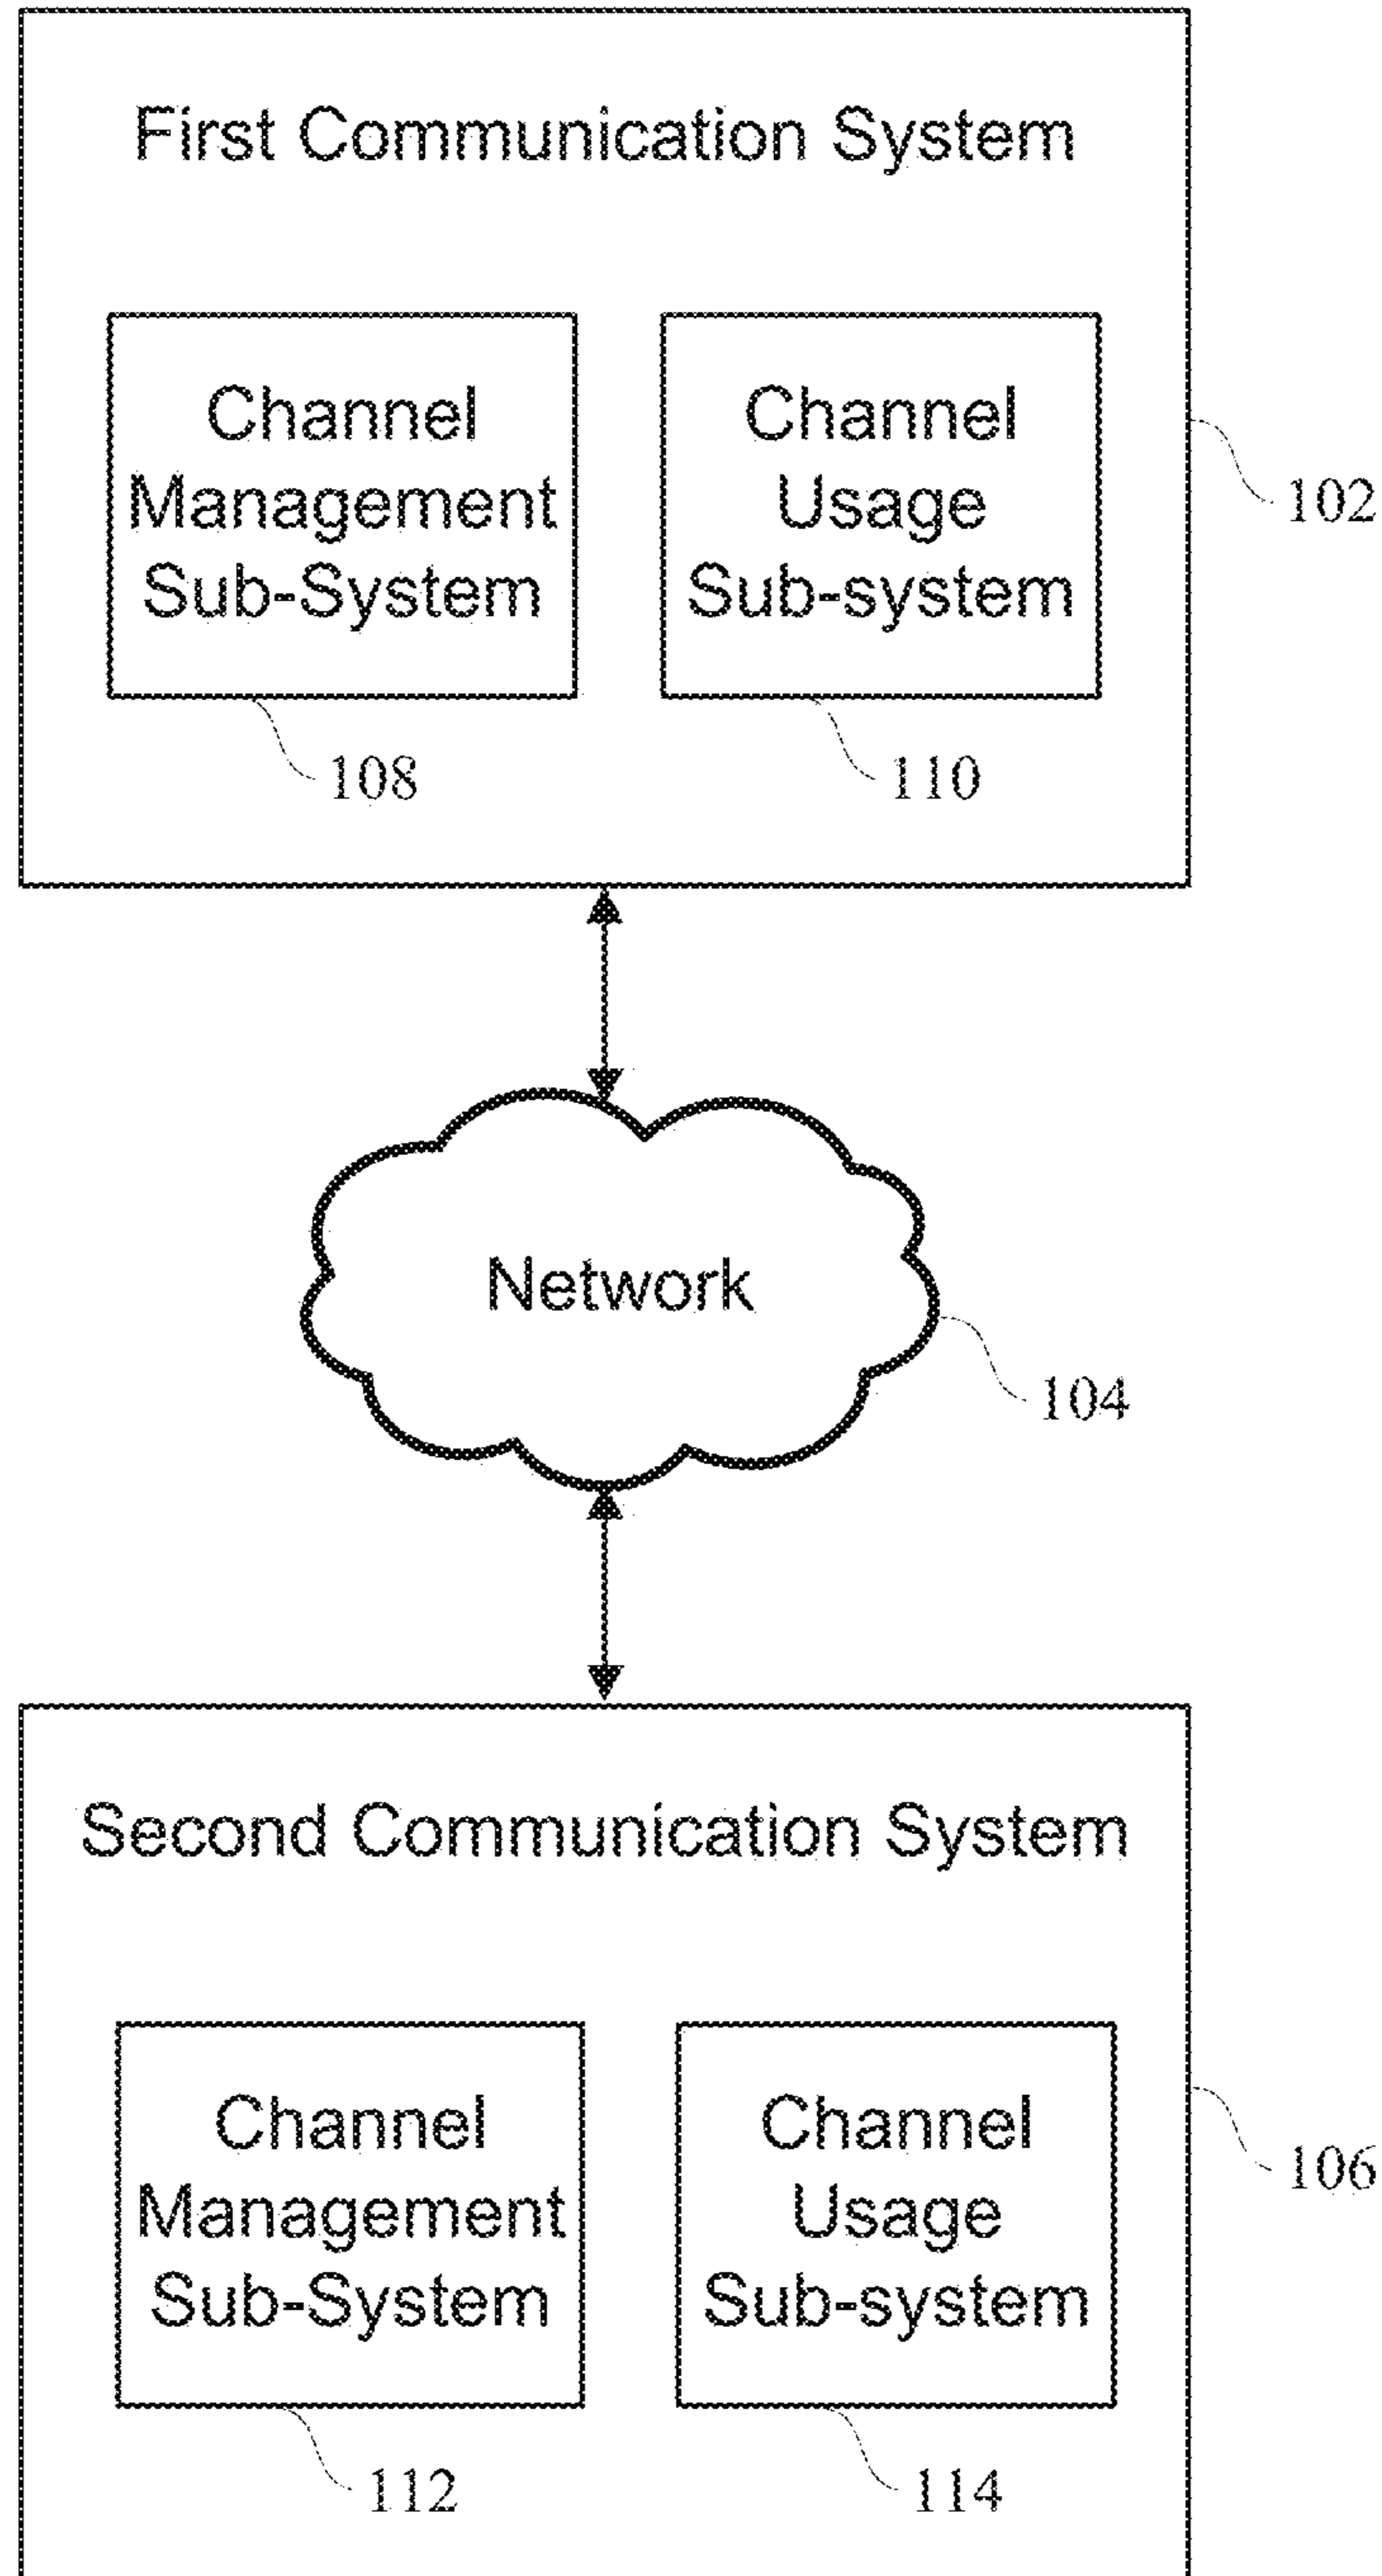 First Communication System
Channel
Management
Sub-System
Channel
Usage
Sub-system
102
108
110
Network
104
Second Communication System
Channel
Management
Sub-System
Channel
Usage
Sub-system
106
112
114